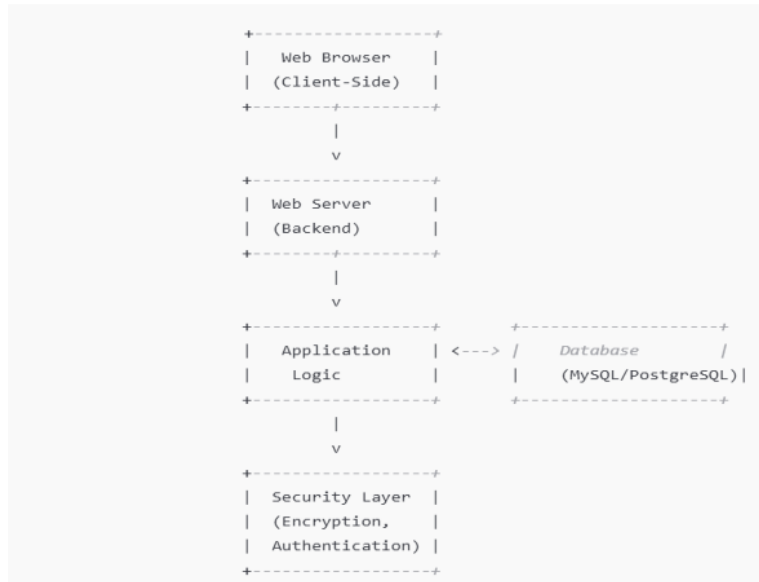 +-------------------+
|   Web Browser    |
|  (Client-Side)   |
+---------+---------+
|
v
+-------------------+
|  Web Server      |
|  (Backend)       |
+---------+---------+
|
v
+-------------------+       +---------------------+
|   Application    | <---> |    Database        |
|    Logic         |       |    (MySQL/PostgreSQL)|
+-------------------+       +---------------------+
|
v
+-------------------+
|  Security Layer  |
|  (Encryption,    |
|  Authentication) |
+-------------------+